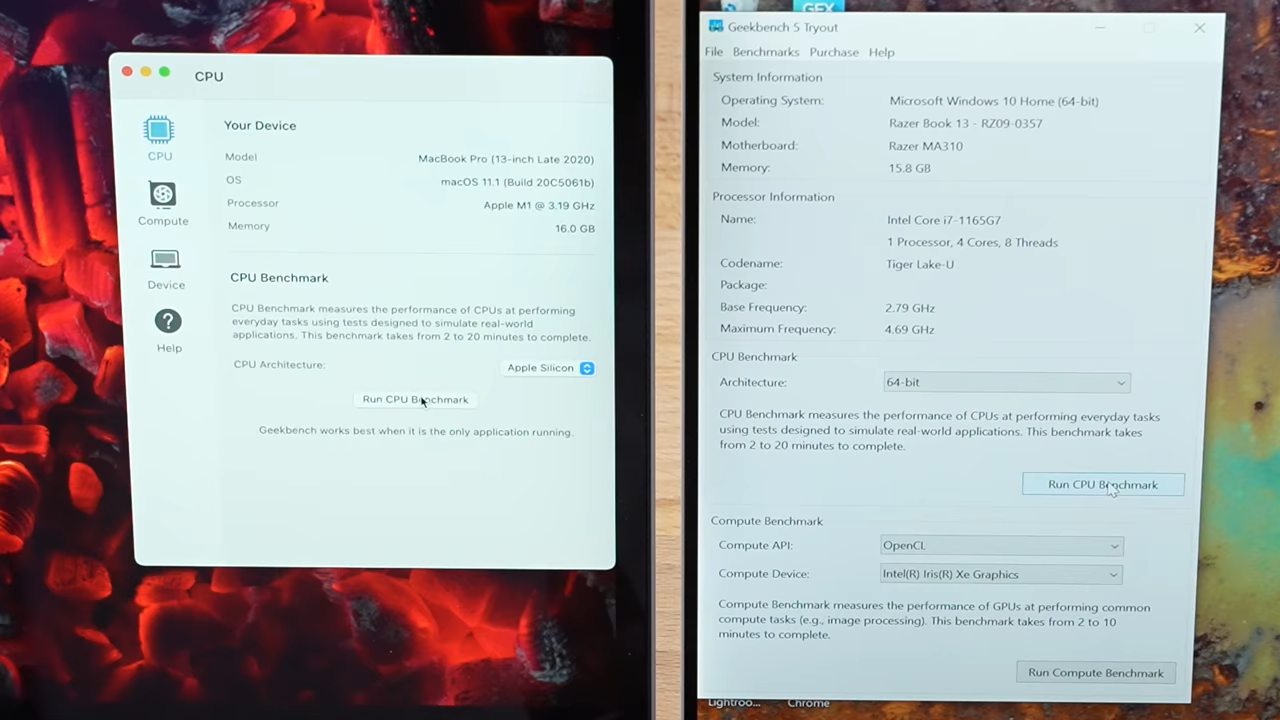 CPU
CPU
Compute
Device
Help
Your Device
Model MacBook Pro (13-inch Late 2020)
OS macOS 11.1 (Build 20C5061b)
Processor Apple M1 @ 3.19 GHz
Memory 16.0 GB
CPU Benchmark
CPU Benchmark measures the performance of CPUs at performing
everyday tasks using tests designed to simulate real-world
applications. This benchmark takes from 2 to 20 minutes to complete.
CPU Architecture: Apple Silicon
Run CPU Benchmark
Geekbench works best when it is the only application running.
GFX
Geekbench 5 Tryout
File Benchmarks Purchase Help
System Information
Operating System: Microsoft Windows 10 Home (64-bit)
Model: Razer Book 13 - RZ09-0357
Motherboard: Razer MA310
Memory: 15.8 GB
Processor Information
Name: Intel Core i7-1165G7
1 Processor, 4 Cores, 8 Threads
Codename: Tiger Lake-U
Package:
Base Frequency: 2.79 GHz
Maximum Frequency: 4.69 GHz
CPU Benchmark
Architecture: 64-bit
CPU Benchmark measures the performance of CPUs at performing everyday tasks
using tests designed to simulate real-world applications. This benchmark takes
from 2 to 20 minutes to complete.
Run CPU Benchmark
Compute Benchmark
Compute API: OpenCL
Compute Device: Intel(R) Iris(R) Xe Graphics
Compute Benchmark measures the performance of GPUs at performing common
compute tasks (e.g., image processing). This benchmark takes from 2 to 10
minutes to complete.
Run Compute Benchmark
Lightroo... Chrome